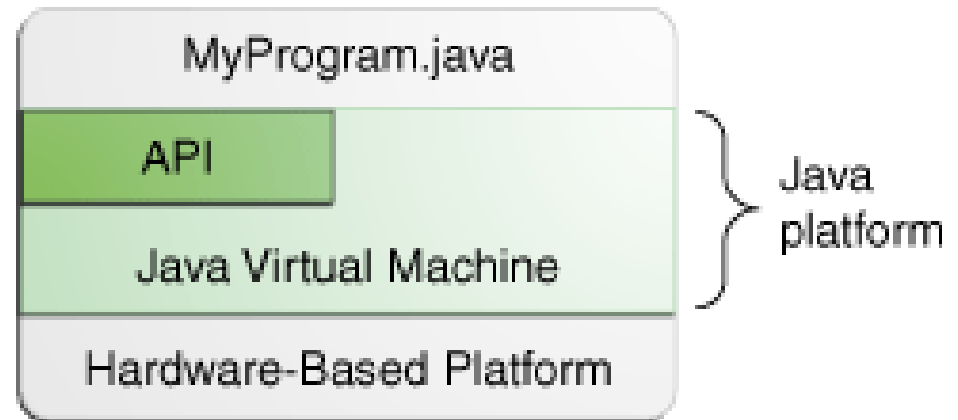 MyProgram.java
API
Java Virtual Machine
Hardware-Based Platform
Java
platform